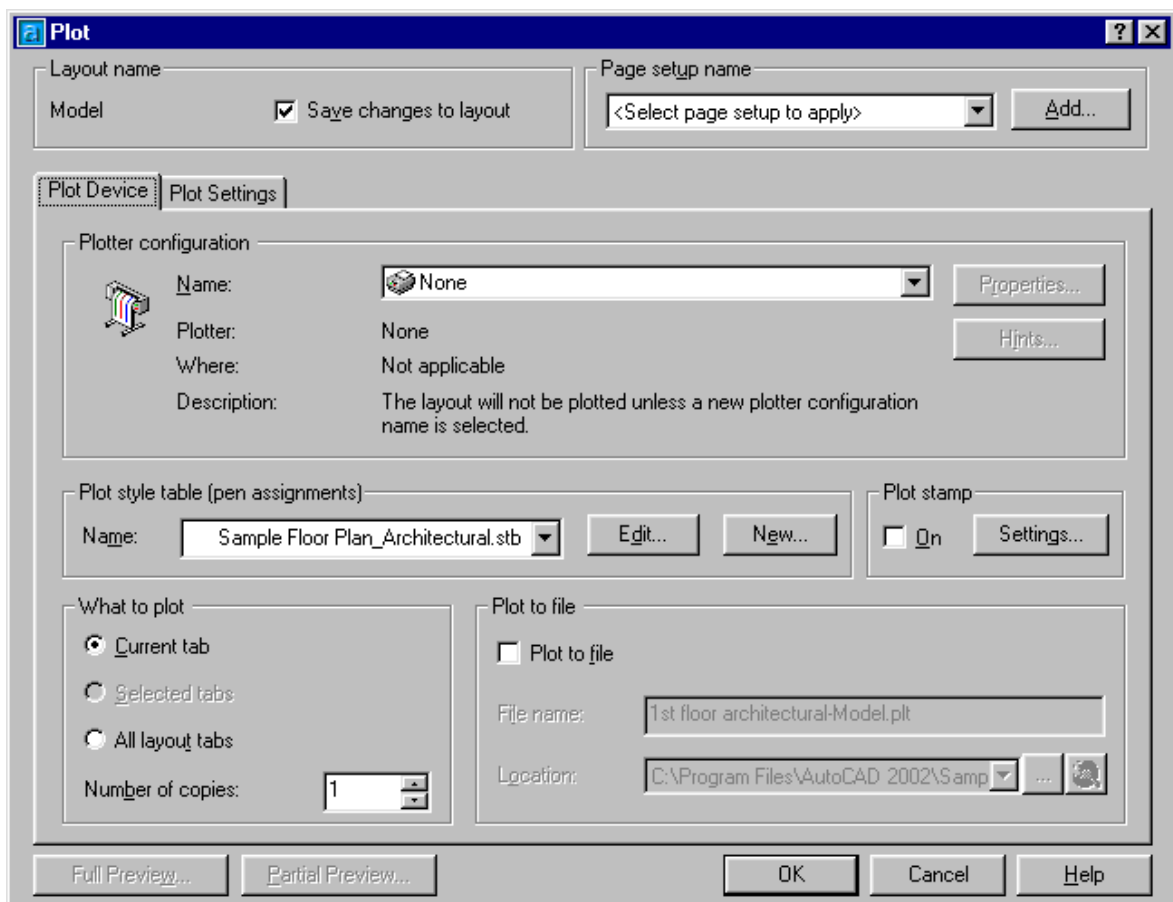 Plot
Layout name
Model
Save changes to layout
Page setup name
<Select page setup to apply>
Add...
Plot Device
Plot Settings
Plotter configuration
Name:
None
Properties...
Plotter:
None
Hints...
Where:
Not applicable
Description:
The layout will not be plotted unless a new plotter configuration
name is selected.
Plot style table (pen assignments)
Name:
Sample Floor Plan_Architectural.stb
Edit...
New...
Plot stamp
On
Settings...
What to plot
Current tab
Selected tabs
All layout tabs
Number of copies:
1
Plot to file
Plot to file
File name:
1st floor architectural-Model.plt
Location:
C:\Program Files\AutoCAD 2002\Samp
...
Full Preview...
Partial Preview...
OK
Cancel
Help